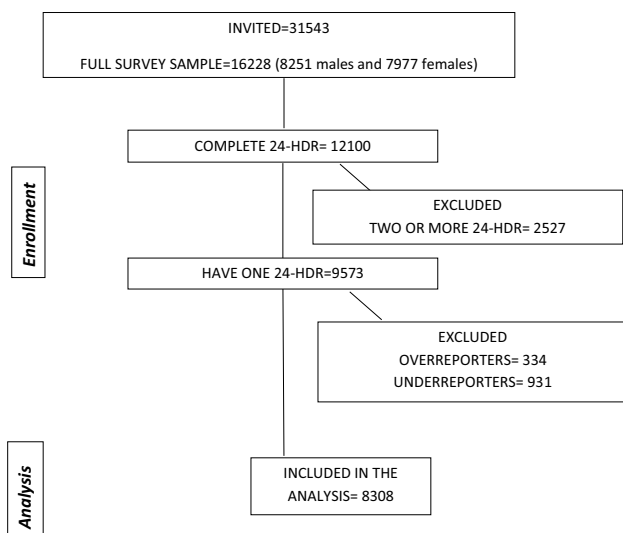 INVITED=31543
FULL SURVEY SAMPLE=16228 (8251 males and 7977 females)
COMPLETE 24-HDR= 12100
Enrollment
EXCLUDED
TWO OR MORE 24-HDR= 2527
HAVE ONE 24-HDR=9573
EXCLUDED
OVERREPORTERS= 334
UNDERREPORTERS= 931
Analysis
INCLUDED IN THE
ANALYSIS= 8308